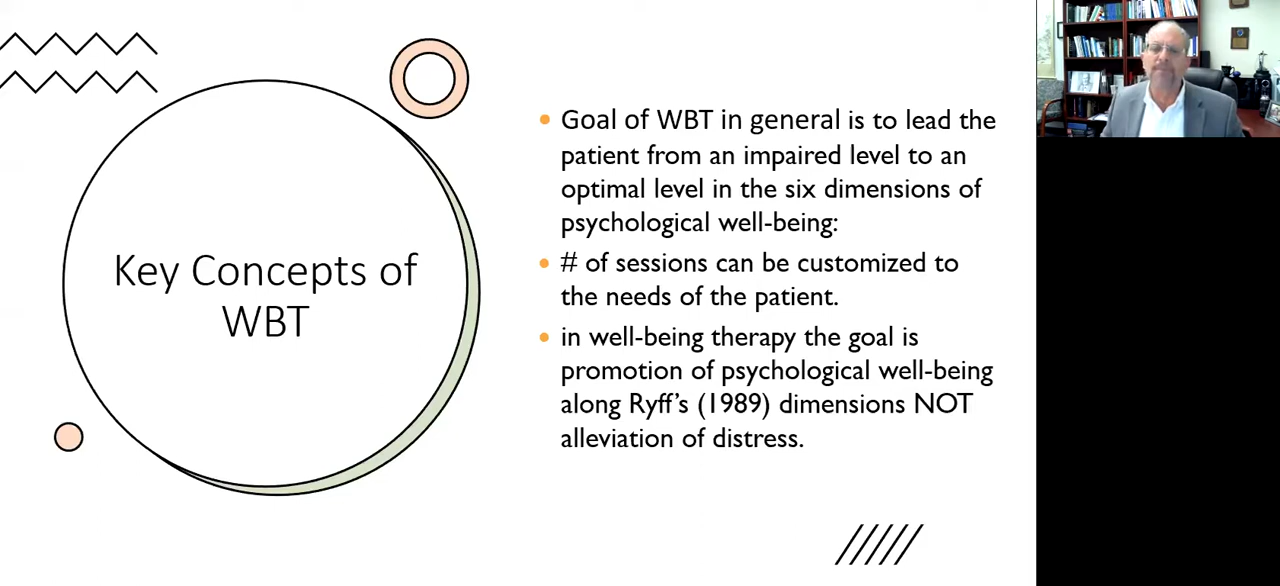 Key Concepts of
WBT
Goal of WBT in general is to lead the
patient from an impaired level to an
optimal level in the six dimensions of
psychological well-being:
# of sessions can be customized to
the needs of the patient.
in well-being therapy the goal is
promotion of psychological well-being
along Ryff's (1989) dimensions NOT
alleviation of distress.